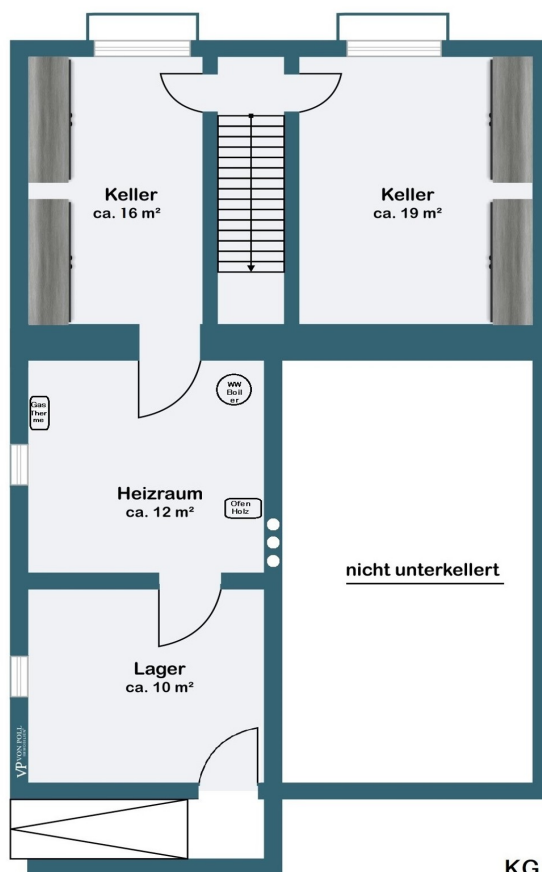 Keller
ca. 16 m²
Keller
ca. 19 m²
Gas
Ther
me
WW
Boil
er
Heizraum
ca. 12 m²
Ofen
Holz
nicht unterkellert
Lager
ca. 10 m²
VP VON POLL
KG